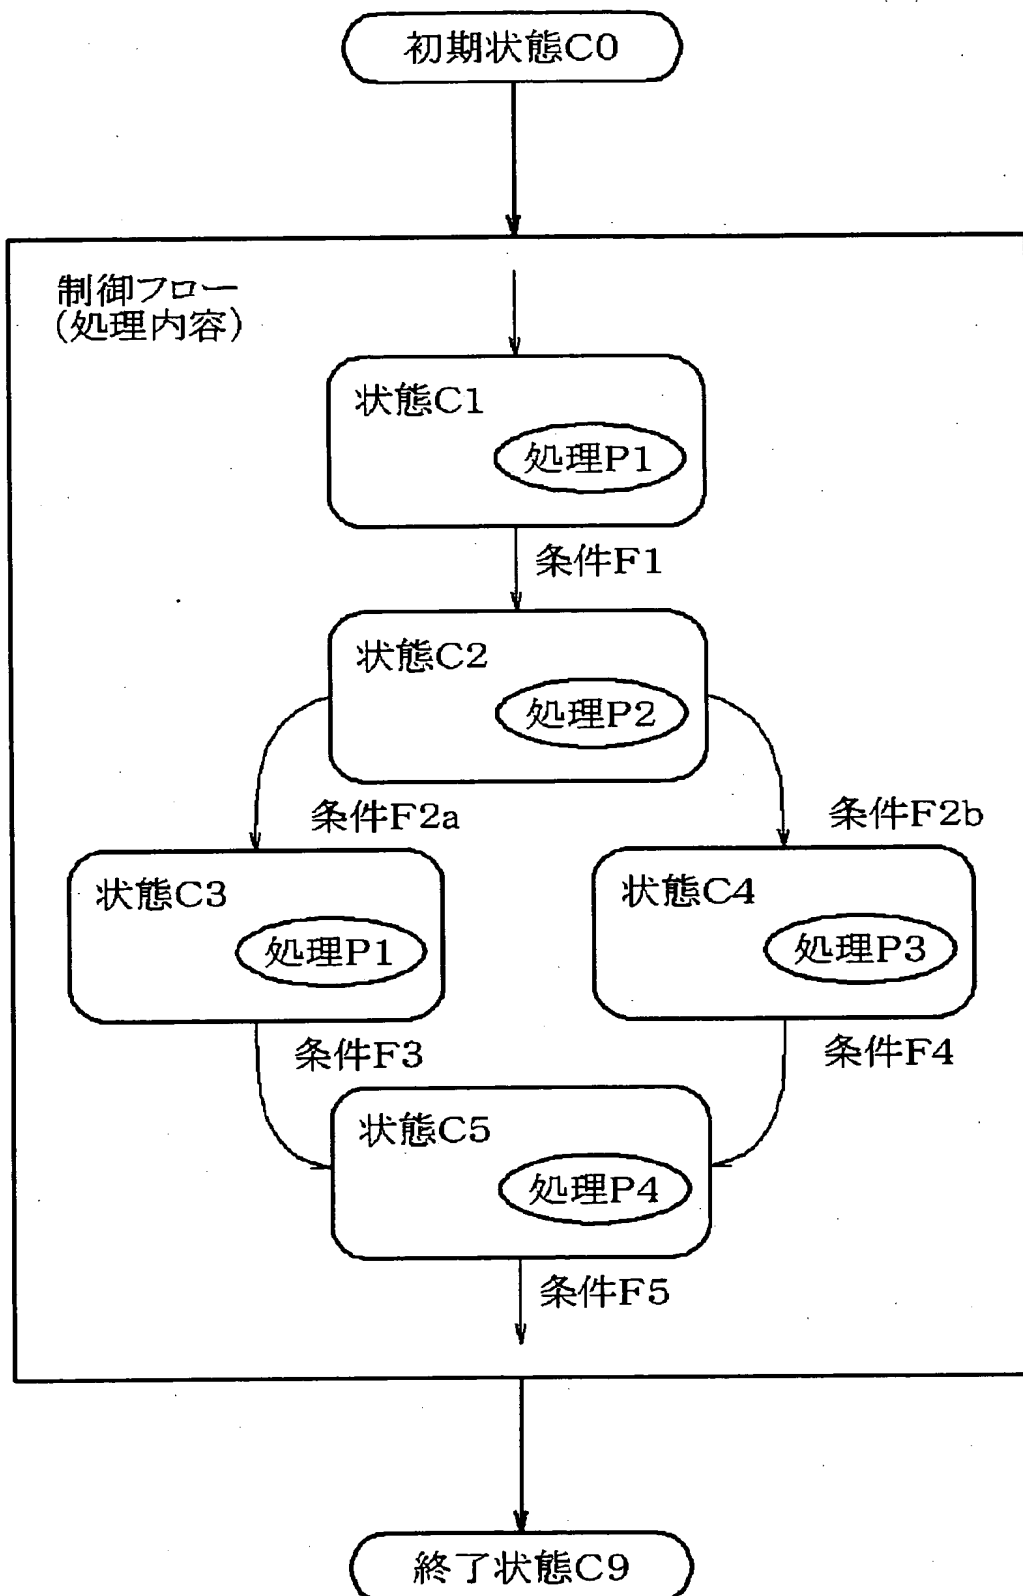 初期状態C0
制御フロー
(処理内容)
状態C1
処理P1
条件F1
状態C2
処理P2
条件F2a
条件F2b
状態C3
処理P1
状態C4
処理P3
条件F3
条件F4
状態C5
処理P4
条件F5
終了状態C9